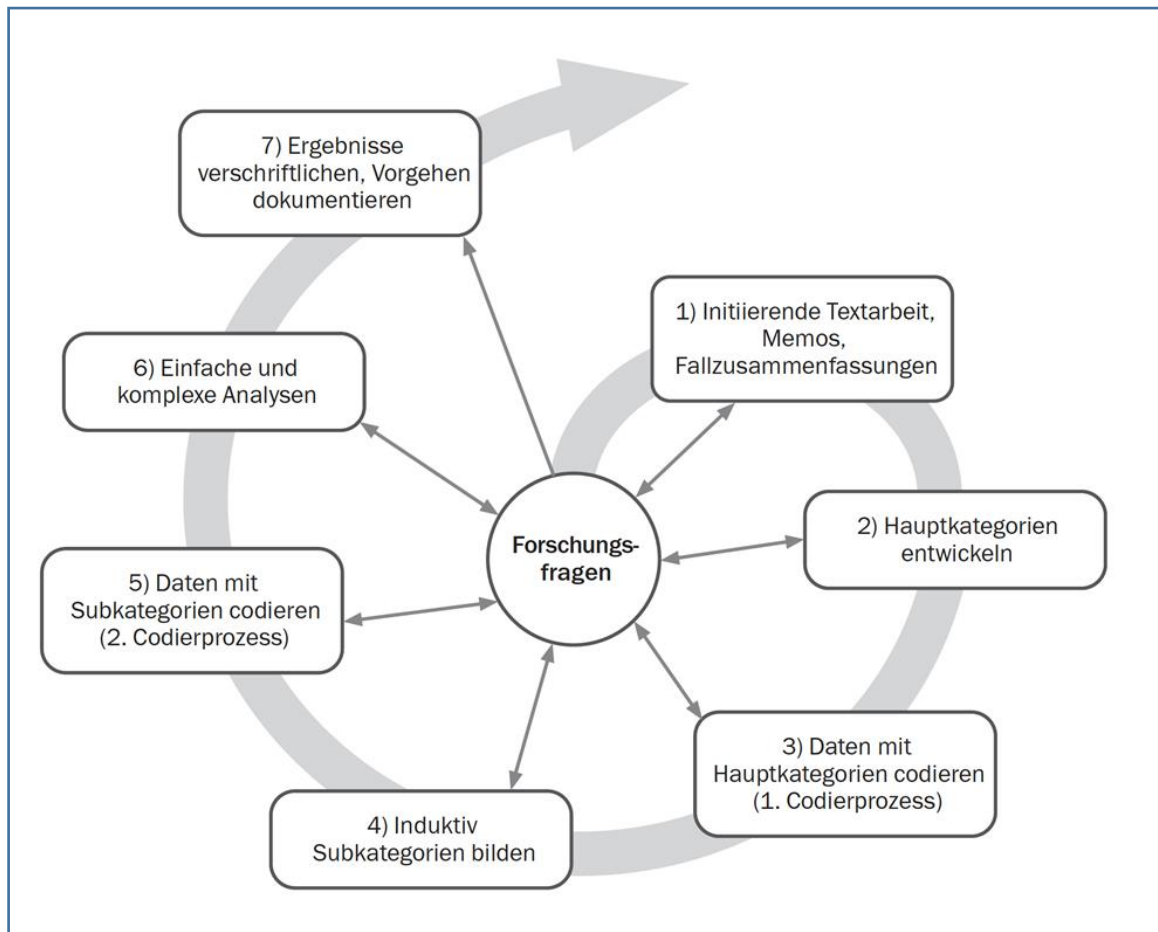 7) Ergebnisse
verschriftlichen, Vorgehen
dokumentieren
1) Initiierende Textarbeit,
Memos,
Fallzusammenfassungen
6) Einfache und
komplexe Analysen
2) Hauptkategorien
entwickeln
Forschungs-
fragen
5) Daten mit
Subkategorien codieren
(2. Codierprozess)
3) Daten mit
Hauptkategorien codieren
(1. Codierprozess)
4) Induktiv
Subkategorien bilden